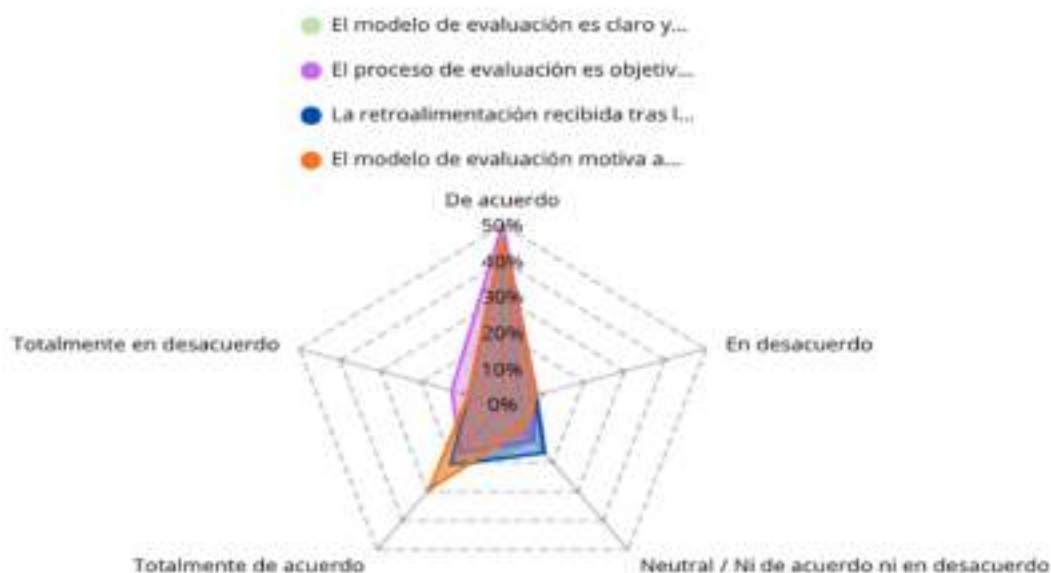 El modelo de evaluación es claro y...
El proceso de evaluación es objetiv...
La retroalimentación recibida tras l...
El modelo de evaluación motiva a...
De acuerdo
50%
40%
30%
20%
Totalmente en desacuerdo
En desacuerdo
10%
0%
Totalmente de acuerdo
Neutral / Ni de acuerdo ni en desacuerdo